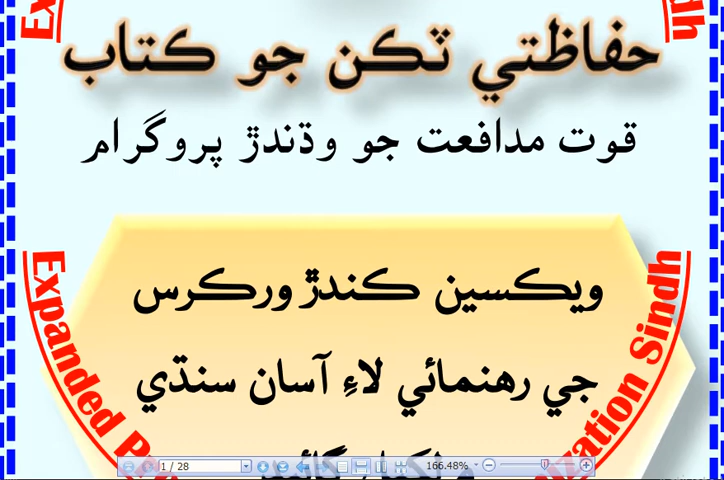 حفاظتي ٽڪن جو ڪتاب
قوت مدافعت جو وڌندڙ پروگرام
ويڪسين ڪندڙ ورڪرس
جي رهنمائي لاءِ آسان سنڌي
Expanded
Sindh
1 / 28
166.48%